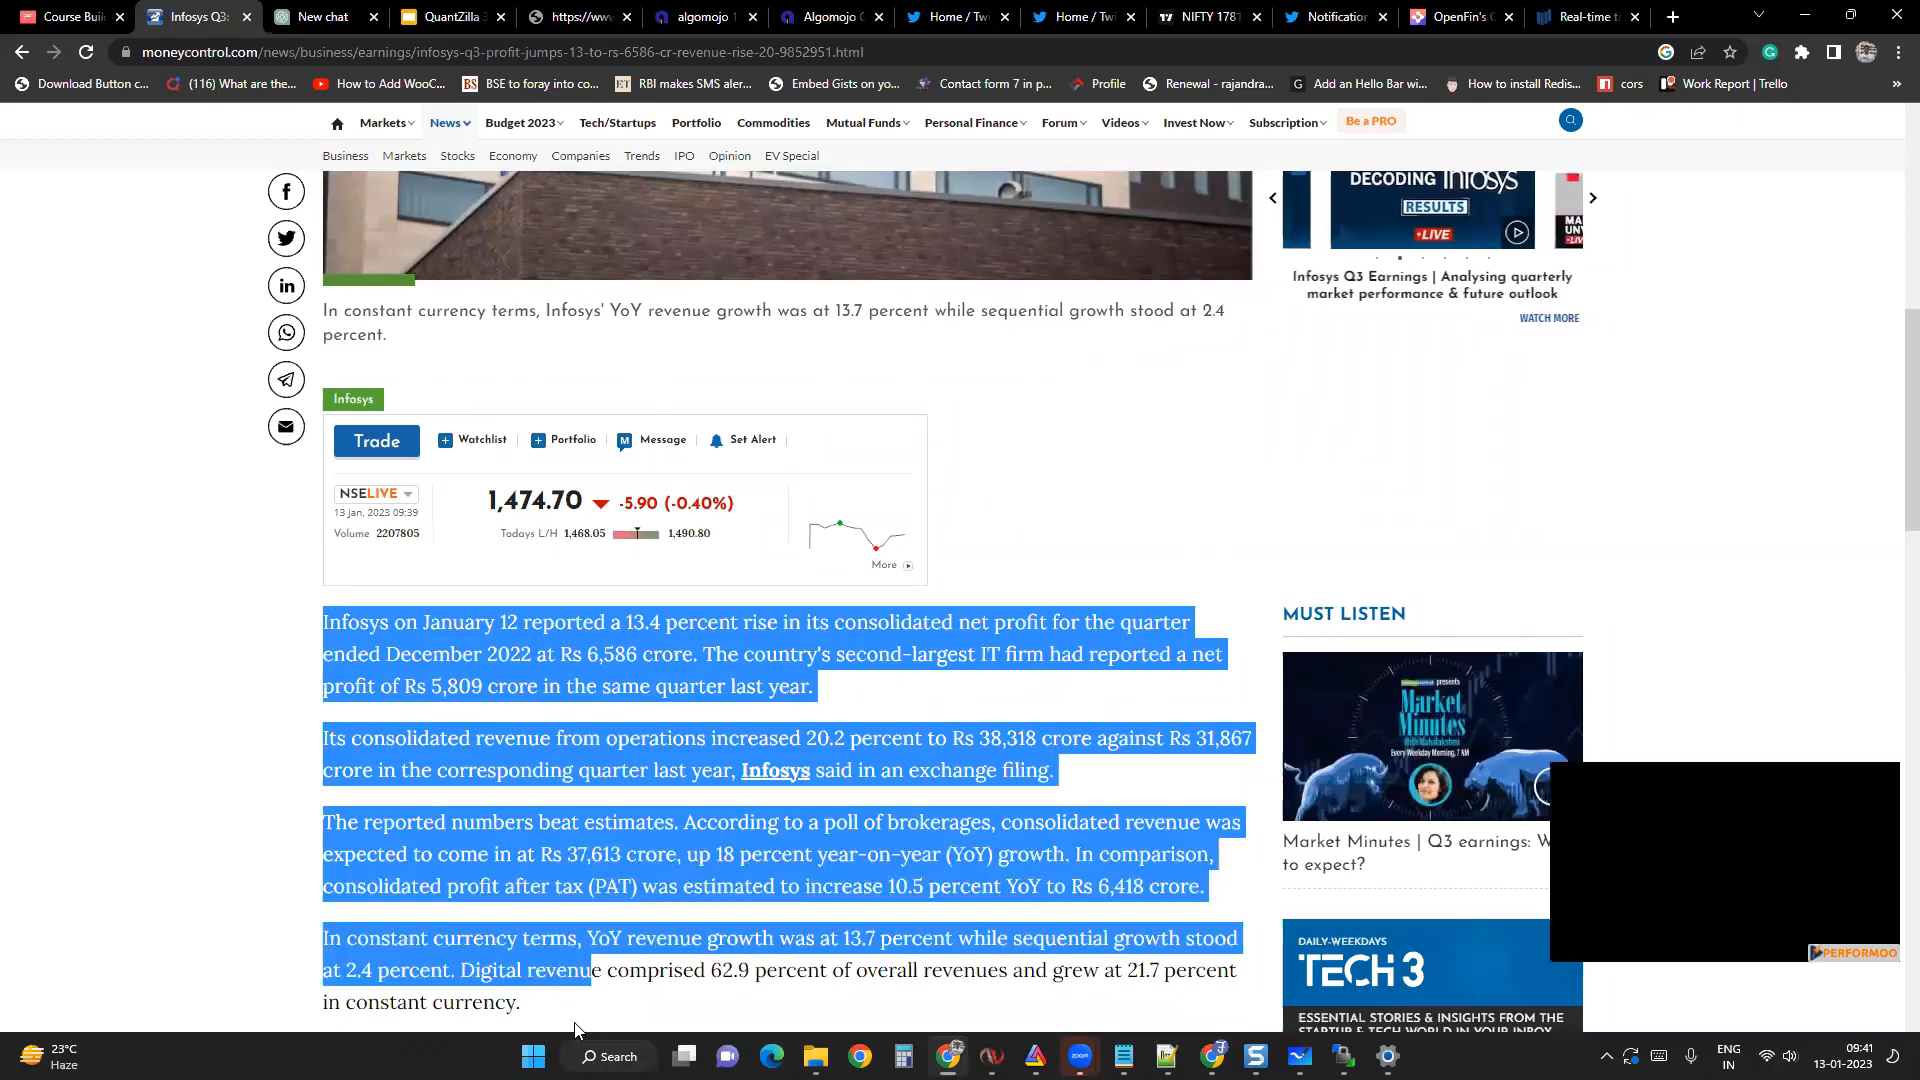 Course Buil
Infosys Q3:
New chat
QuantZilla 3
https://www
algomojo 1
Algomojo C
Home / Twi
Home / Twi
NIFTY 1781
Notification
OpenFin's C
Real-time t
moneycontrol.com/news/business/earnings/infosys-q3-profit-jumps-13-to-rs-6586-cr-revenue-rise-20-9852951.html
Download Button c...
(116) What are the...
How to Add WooC...
BS BSE to foray into co...
ET RBI makes SMS aler...
Embed Gists on yo...
Contact form 7 in p...
Profile
Renewal - rajandra...
G Add an Hello Bar wi...
How to install Redis...
cors
Work Report | Trello
»
Markets News Budget 2023 Tech/Startups Portfolio Commodities Mutual Funds Personal Finance Forum Videos Invest Now Subscription Be a PRO
Business Markets Stocks Economy Companies Trends IPO Opinion EV Special
DECODING Infosys
RESULTS
LIVE
Infosys Q3 Earnings | Analysing quarterly
market performance & future outlook
WATCH MORE
In constant currency terms, Infosys' YoY revenue growth was at 13.7 percent while sequential growth stood at 2.4
percent.
Infosys
Trade
Watchlist | Portfolio | Message | Set Alert |
NSELIVE
13 Jan, 2023 09:39
Volume 2207805
1,474.70 -5.90 (-0.40%)
Todays L/H 1,468.05 1,490.80
More
Infosys on January 12 reported a 13.4 percent rise in its consolidated net profit for the quarter
ended December 2022 at Rs 6,586 crore. The country's second-largest IT firm had reported a net
profit of Rs 5,809 crore in the same quarter last year.
Its consolidated revenue from operations increased 20.2 percent to Rs 38,318 crore against Rs 31,867
crore in the corresponding quarter last year, Infosys said in an exchange filing.
The reported numbers beat estimates. According to a poll of brokerages, consolidated revenue was
expected to come in at Rs 37,613 crore, up 18 percent year-on-year (YoY) growth. In comparison,
consolidated profit after tax (PAT) was estimated to increase 10.5 percent YoY to Rs 6,418 crore.
In constant currency terms, YoY revenue growth was at 13.7 percent while sequential growth stood
at 2.4 percent. Digital revenue comprised 62.9 percent of overall revenues and grew at 21.7 percent
in constant currency.
MUST LISTEN
presents
Market
Minutes
Every Weekday Morning, 7 AM
Market Minutes | Q3 earnings: W
to expect?
PERFORMOO
DAILY-WEEKDAYS
TECH 3
ESSENTIAL STORIES & INSIGHTS FROM THE
STARTUP & TECH WORLD IN YOUR INBOX
23°C
Haze
Search
ENG
IN
09:41
13-01-2023